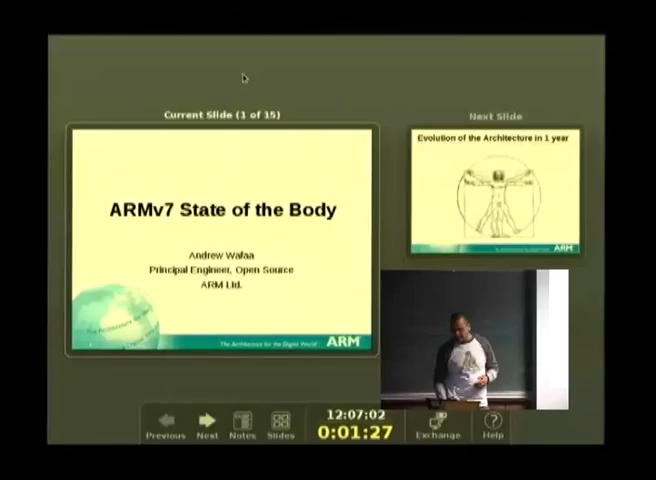 Current Slide (1 of 15)
Next Slide
ARMv7 State of the Body
Andrew Wafaa
Principal Engineer, Open Source
ARM Ltd.
The Architecture for the Digital World
ARM
Evolution of the Architecture in 1 year
ARM
Previous
Next
Notes
Slides
12:07:02
0:01:27
Exchange
Help